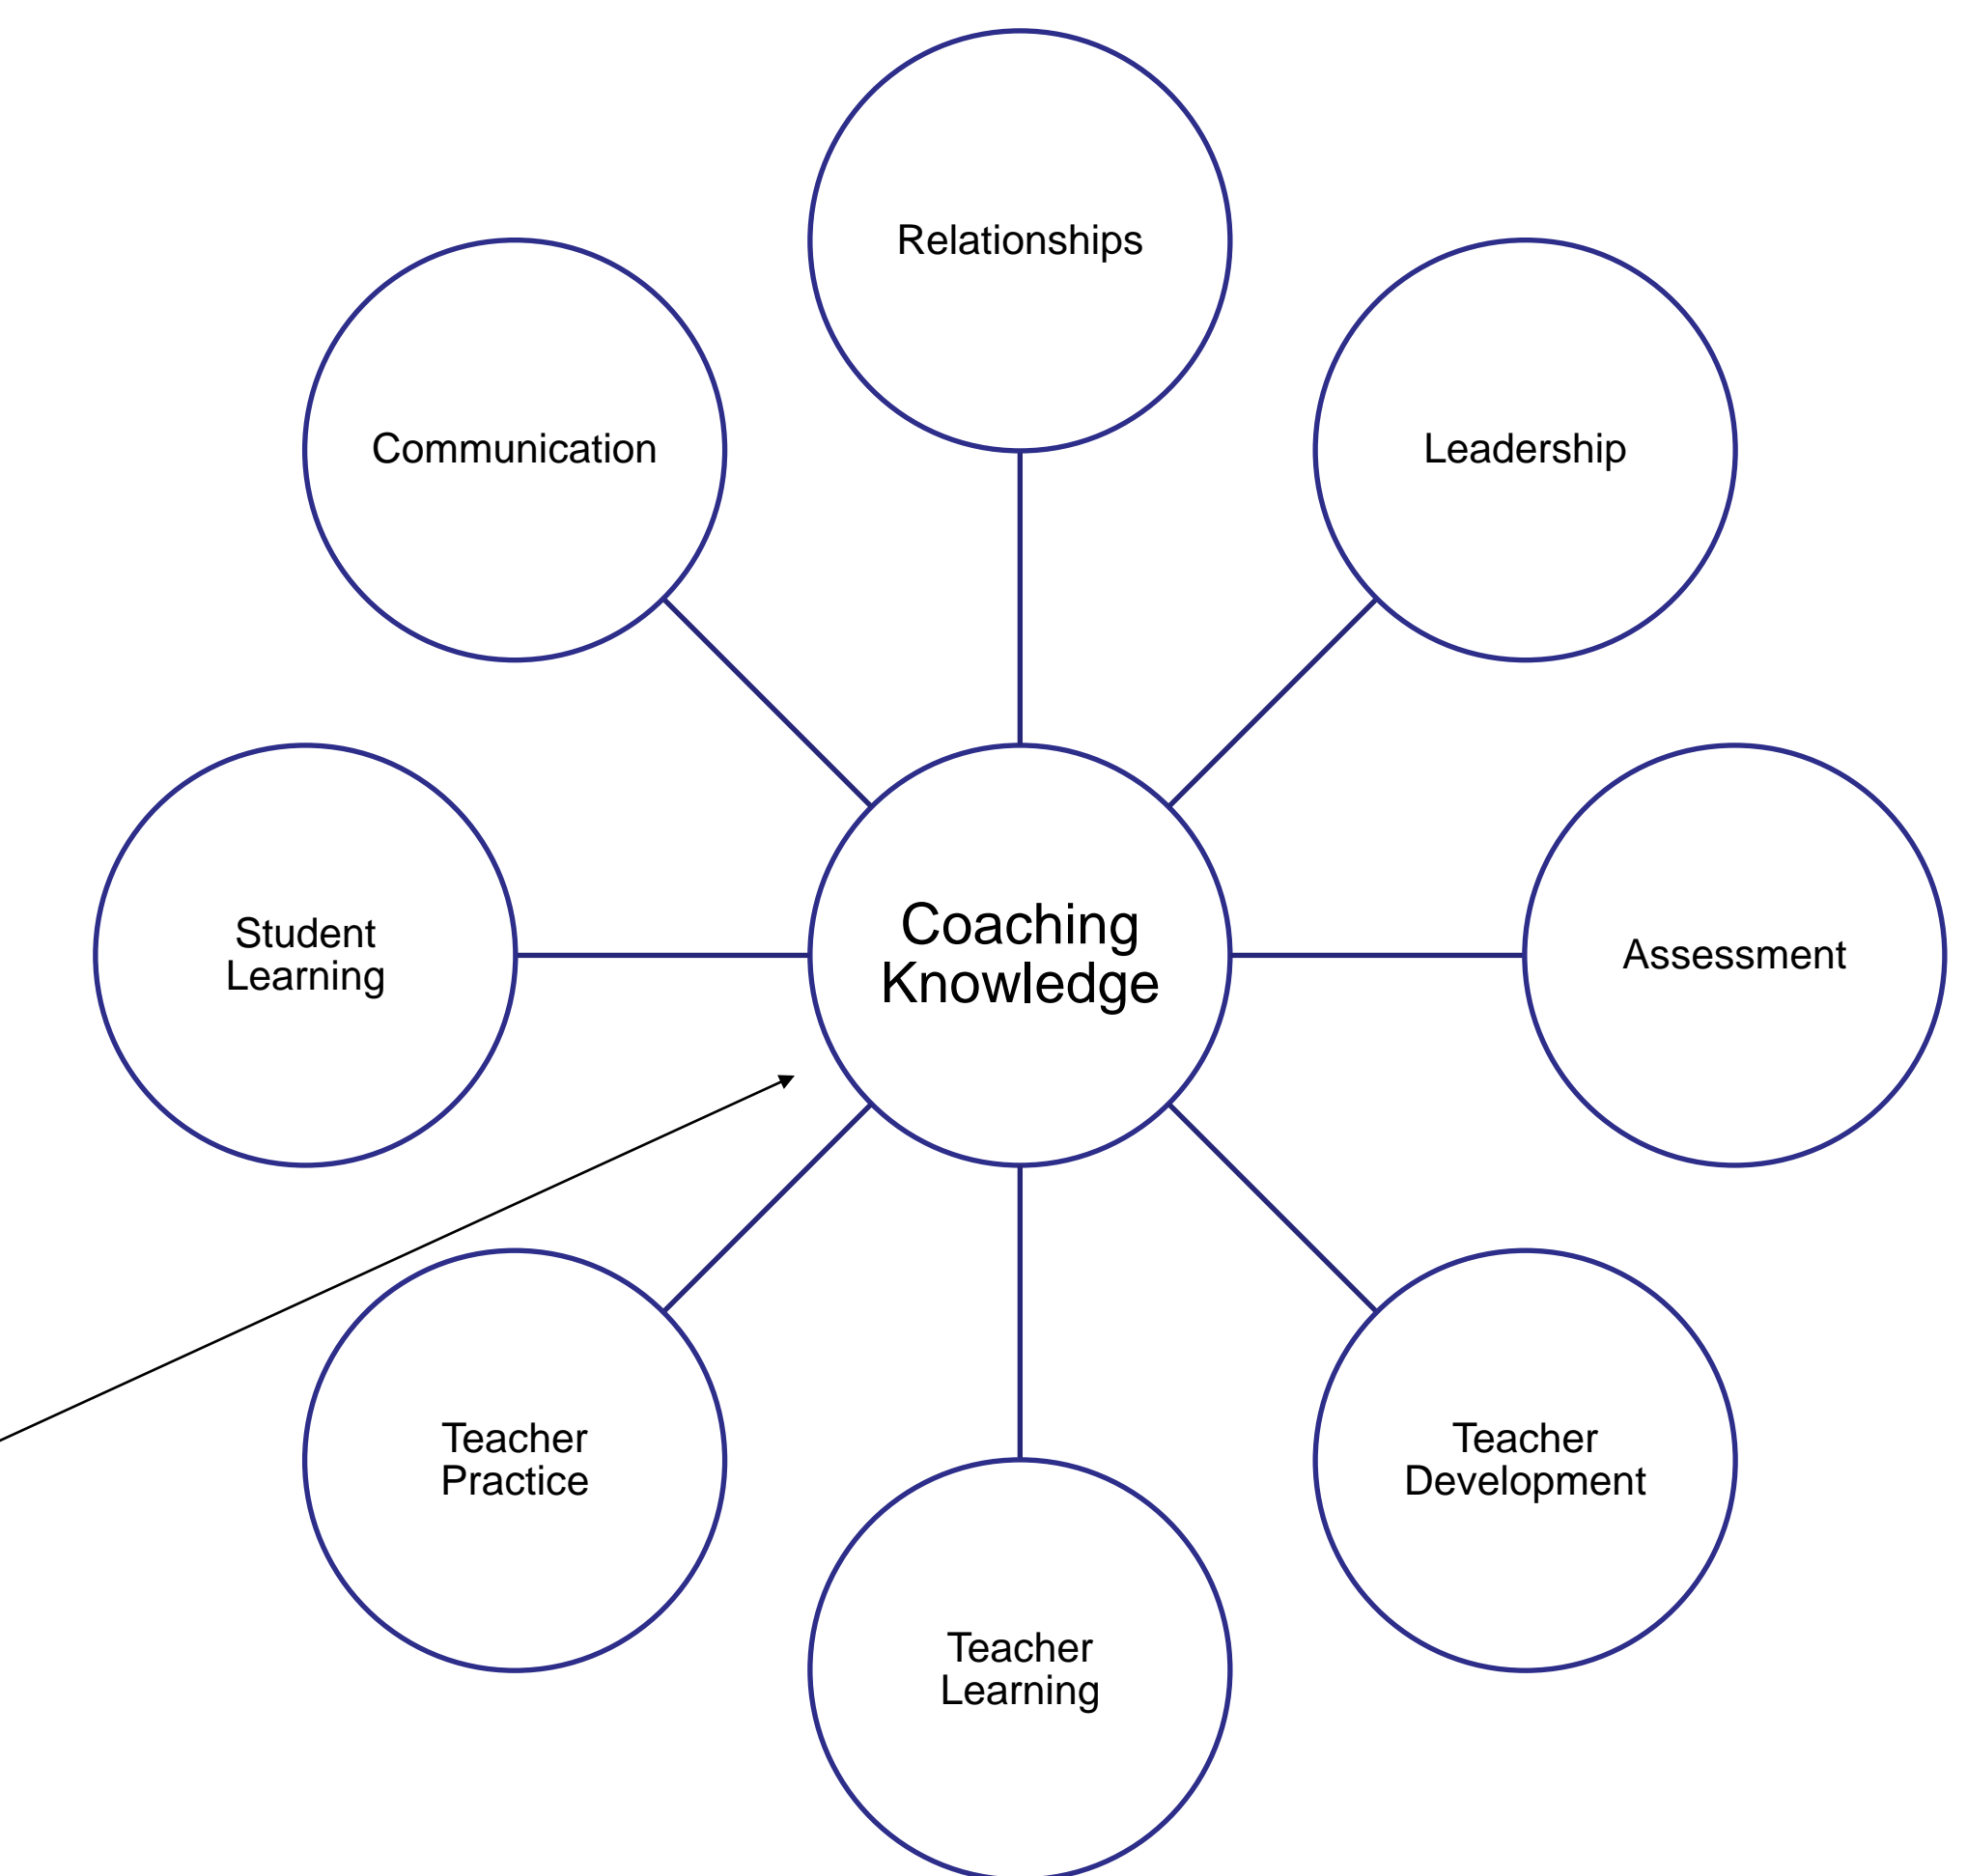 Relationships
Communication
Leadership
Student
Learning
Coaching
Knowledge
Assessment
Teacher
Practice
Teacher
Development
Teacher
Learning